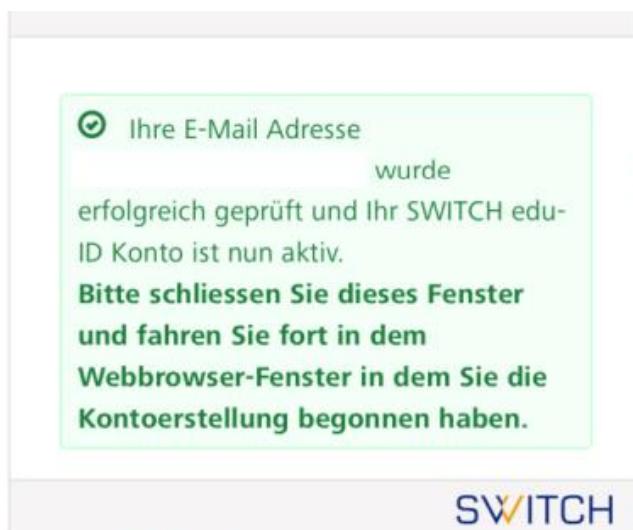 Ihre E-Mail Adresse
wurde
erfolgreich geprüft und Ihr SWITCH edu-
ID Konto ist nun aktiv.
Bitte schliessen Sie dieses Fenster
und fahren Sie fort in dem
Webbrowser-Fenster in dem Sie die
Kontoerstellung begonnen haben.
SWITCH